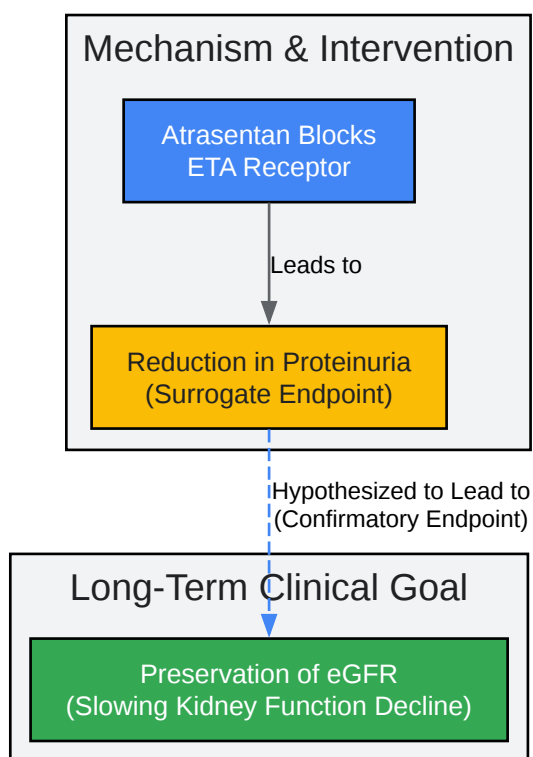 Mechanism & Intervention
Atrasentan Blocks
ETA Receptor
Leads to
Reduction in Proteinuria
(Surrogate Endpoint)
Hypothesized to Lead to
(Confirmatory Endpoint)
Long-Term Clinical Goal
Preservation of eGFR
(Slowing Kidney Function Decline)